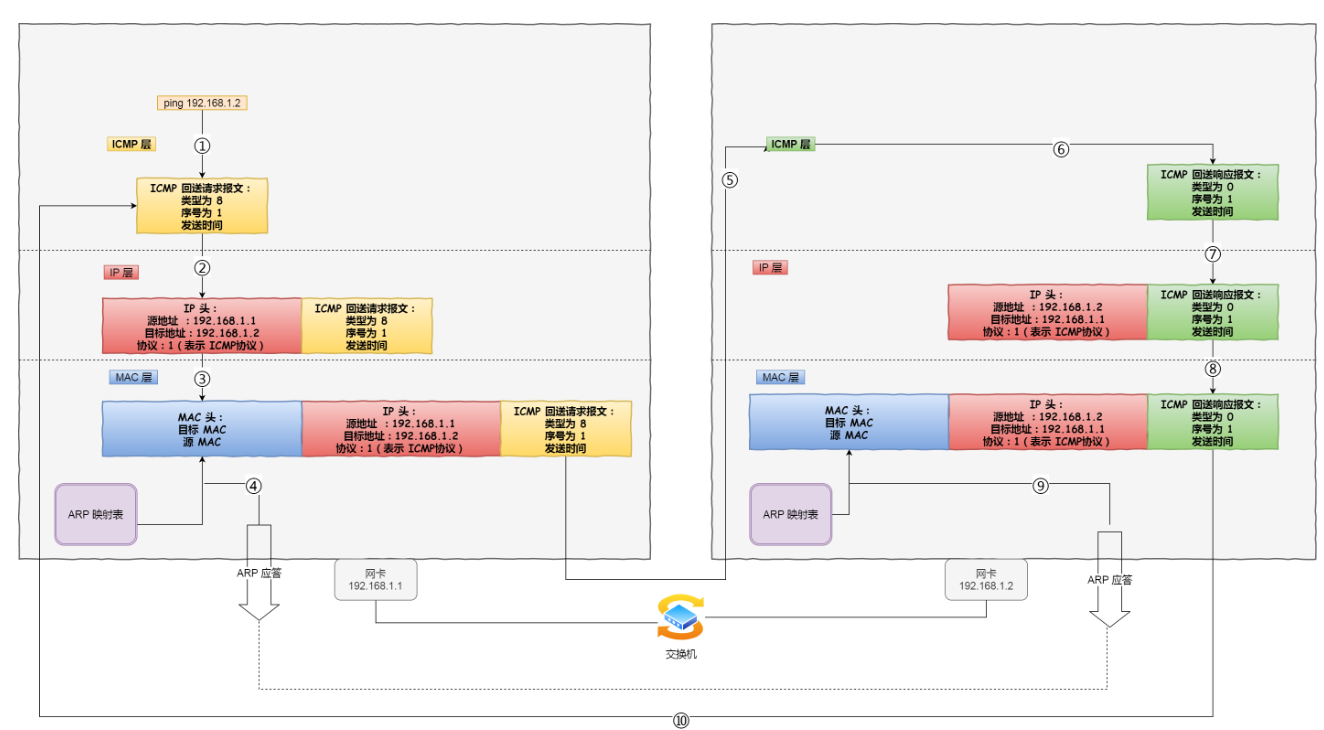 ping 192.168.1.2
ICMP 层
①
ICMP 回送请求报文：
类型为 8
序号为 1
发送时间
②
IP 层
IP 头：
源地址 ：192.168.1.1
目标地址：192.168.1.2
协议：1（表示 ICMP协议）
ICMP 回送请求报文：
类型为 8
序号为 1
发送时间
MAC 层
③
MAC 头：
目标 MAC
源 MAC
IP 头：
源地址 ：192.168.1.1
目标地址：192.168.1.2
协议：1（表示 ICMP协议）
ICMP 回送请求报文：
类型为 8
序号为 1
发送时间
④
ARP 映射表
ARP 应答
网卡
192.168.1.1
交换机
⑤
ICMP 层
⑥
ICMP 回送响应报文：
类型为 0
序号为 1
发送时间
⑦
IP 层
IP 头：
源地址 ：192.168.1.2
目标地址：192.168.1.1
协议：1（表示 ICMP协议）
ICMP 回送响应报文：
类型为 0
序号为 1
发送时间
⑧
MAC 层
MAC 头：
目标 MAC
源 MAC
IP 头：
源地址 ：192.168.1.2
目标地址：192.168.1.1
协议：1（表示 ICMP协议）
ICMP 回送响应报文：
类型为 0
序号为 1
发送时间
⑨
ARP 映射表
网卡
192.168.1.2
ARP 应答
⑩